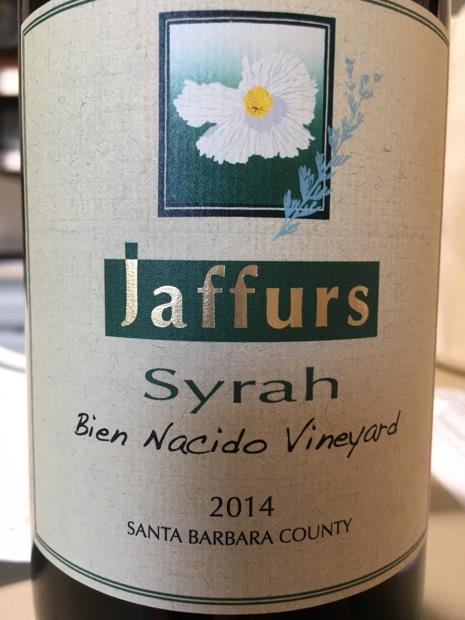 Jaffurs
Syrah
Bien Nacido Vineyard
2014
SANTA BARBARA COUNTY